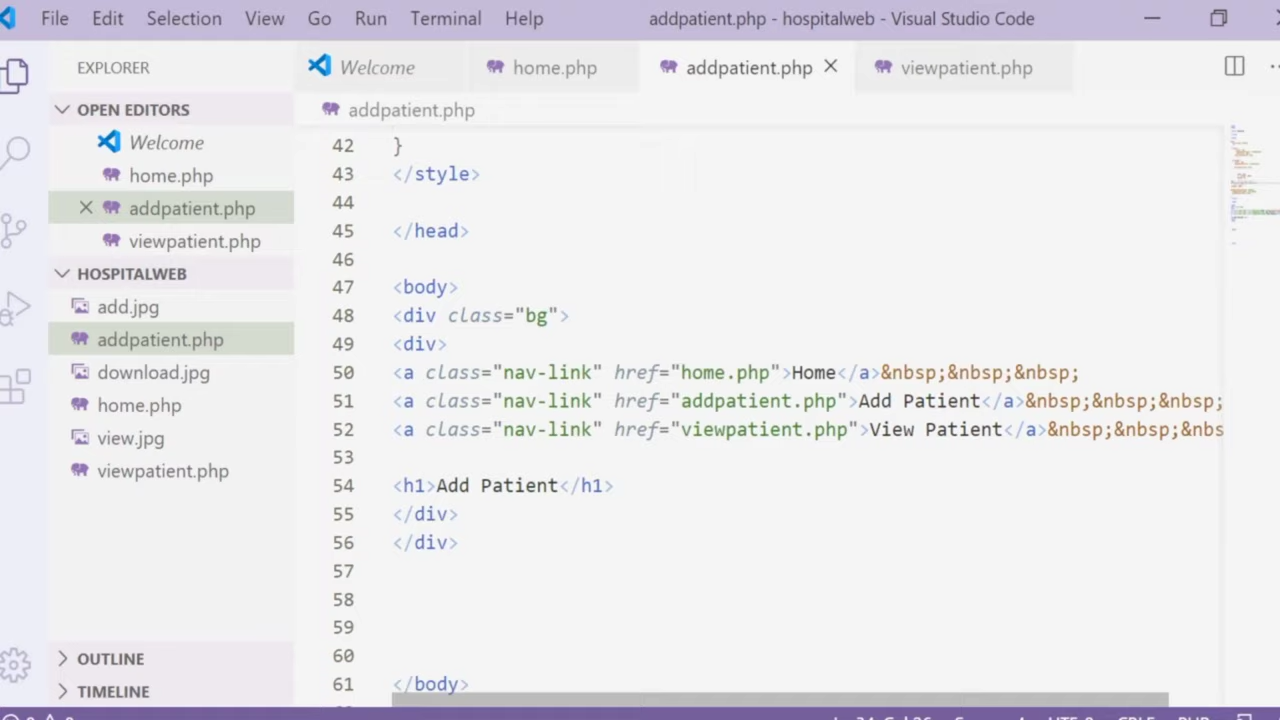 File Edit Selection View Go Run Terminal Help addpatient.php - hospitalweb - Visual Studio Code
EXPLORER
Welcome home.php addpatient.php viewpatient.php
OPEN EDITORS
Welcome
home.php
addpatient.php
viewpatient.php
HOSPITALWEB
add.jpg
addpatient.php
download.jpg
home.php
view.jpg
viewpatient.php
OUTLINE
TIMELINE
addpatient.php
42 }
43 </style>
44
45 </head>
46
47 <body>
48 <div class="bg">
49 <div>
50 <a class="nav-link" href="home.php">Home</a>&nbsp;&nbsp;&nbsp;
51 <a class="nav-link" href="addpatient.php">Add Patient</a>&nbsp;&nbsp;&nbsp;
52 <a class="nav-link" href="viewpatient.php">View Patient</a>&nbsp;&nbsp;&nbs
53
54 <h1>Add Patient</h1>
55 </div>
56 </div>
57
58
59
60
61 </body>